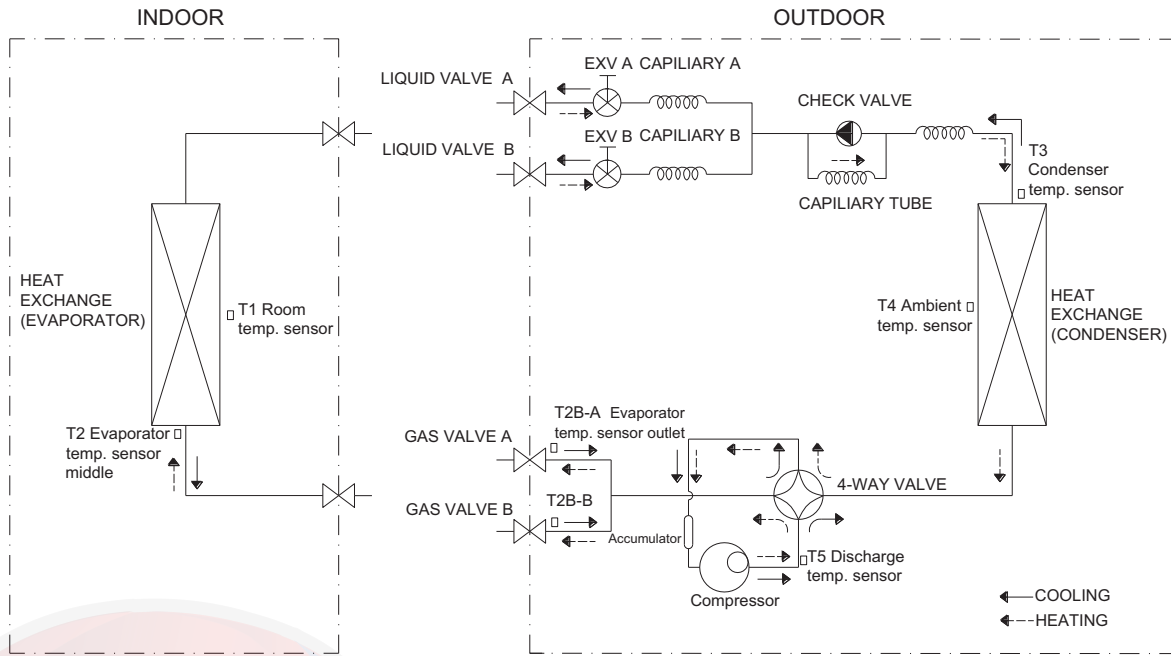 INDOOR
OUTDOOR
LIQUID VALVE A
EXV A CAPILIARY A
LIQUID VALVE B
EXV B CAPILIARY B
CHECK VALVE
CAPILIARY TUBE
T3
Condenser
temp. sensor
HEAT
EXCHANGE
(EVAPORATOR)
T1 Room
temp. sensor
T4 Ambient
temp. sensor
HEAT
EXCHANGE
(CONDENSER)
T2 Evaporator
temp. sensor
middle
GAS VALVE A
T2B-A Evaporator
temp. sensor outlet
4-WAY VALVE
GAS VALVE B
T2B-B
Accumulator
T5 Discharge
temp. sensor
Compressor
COOLING
HEATING